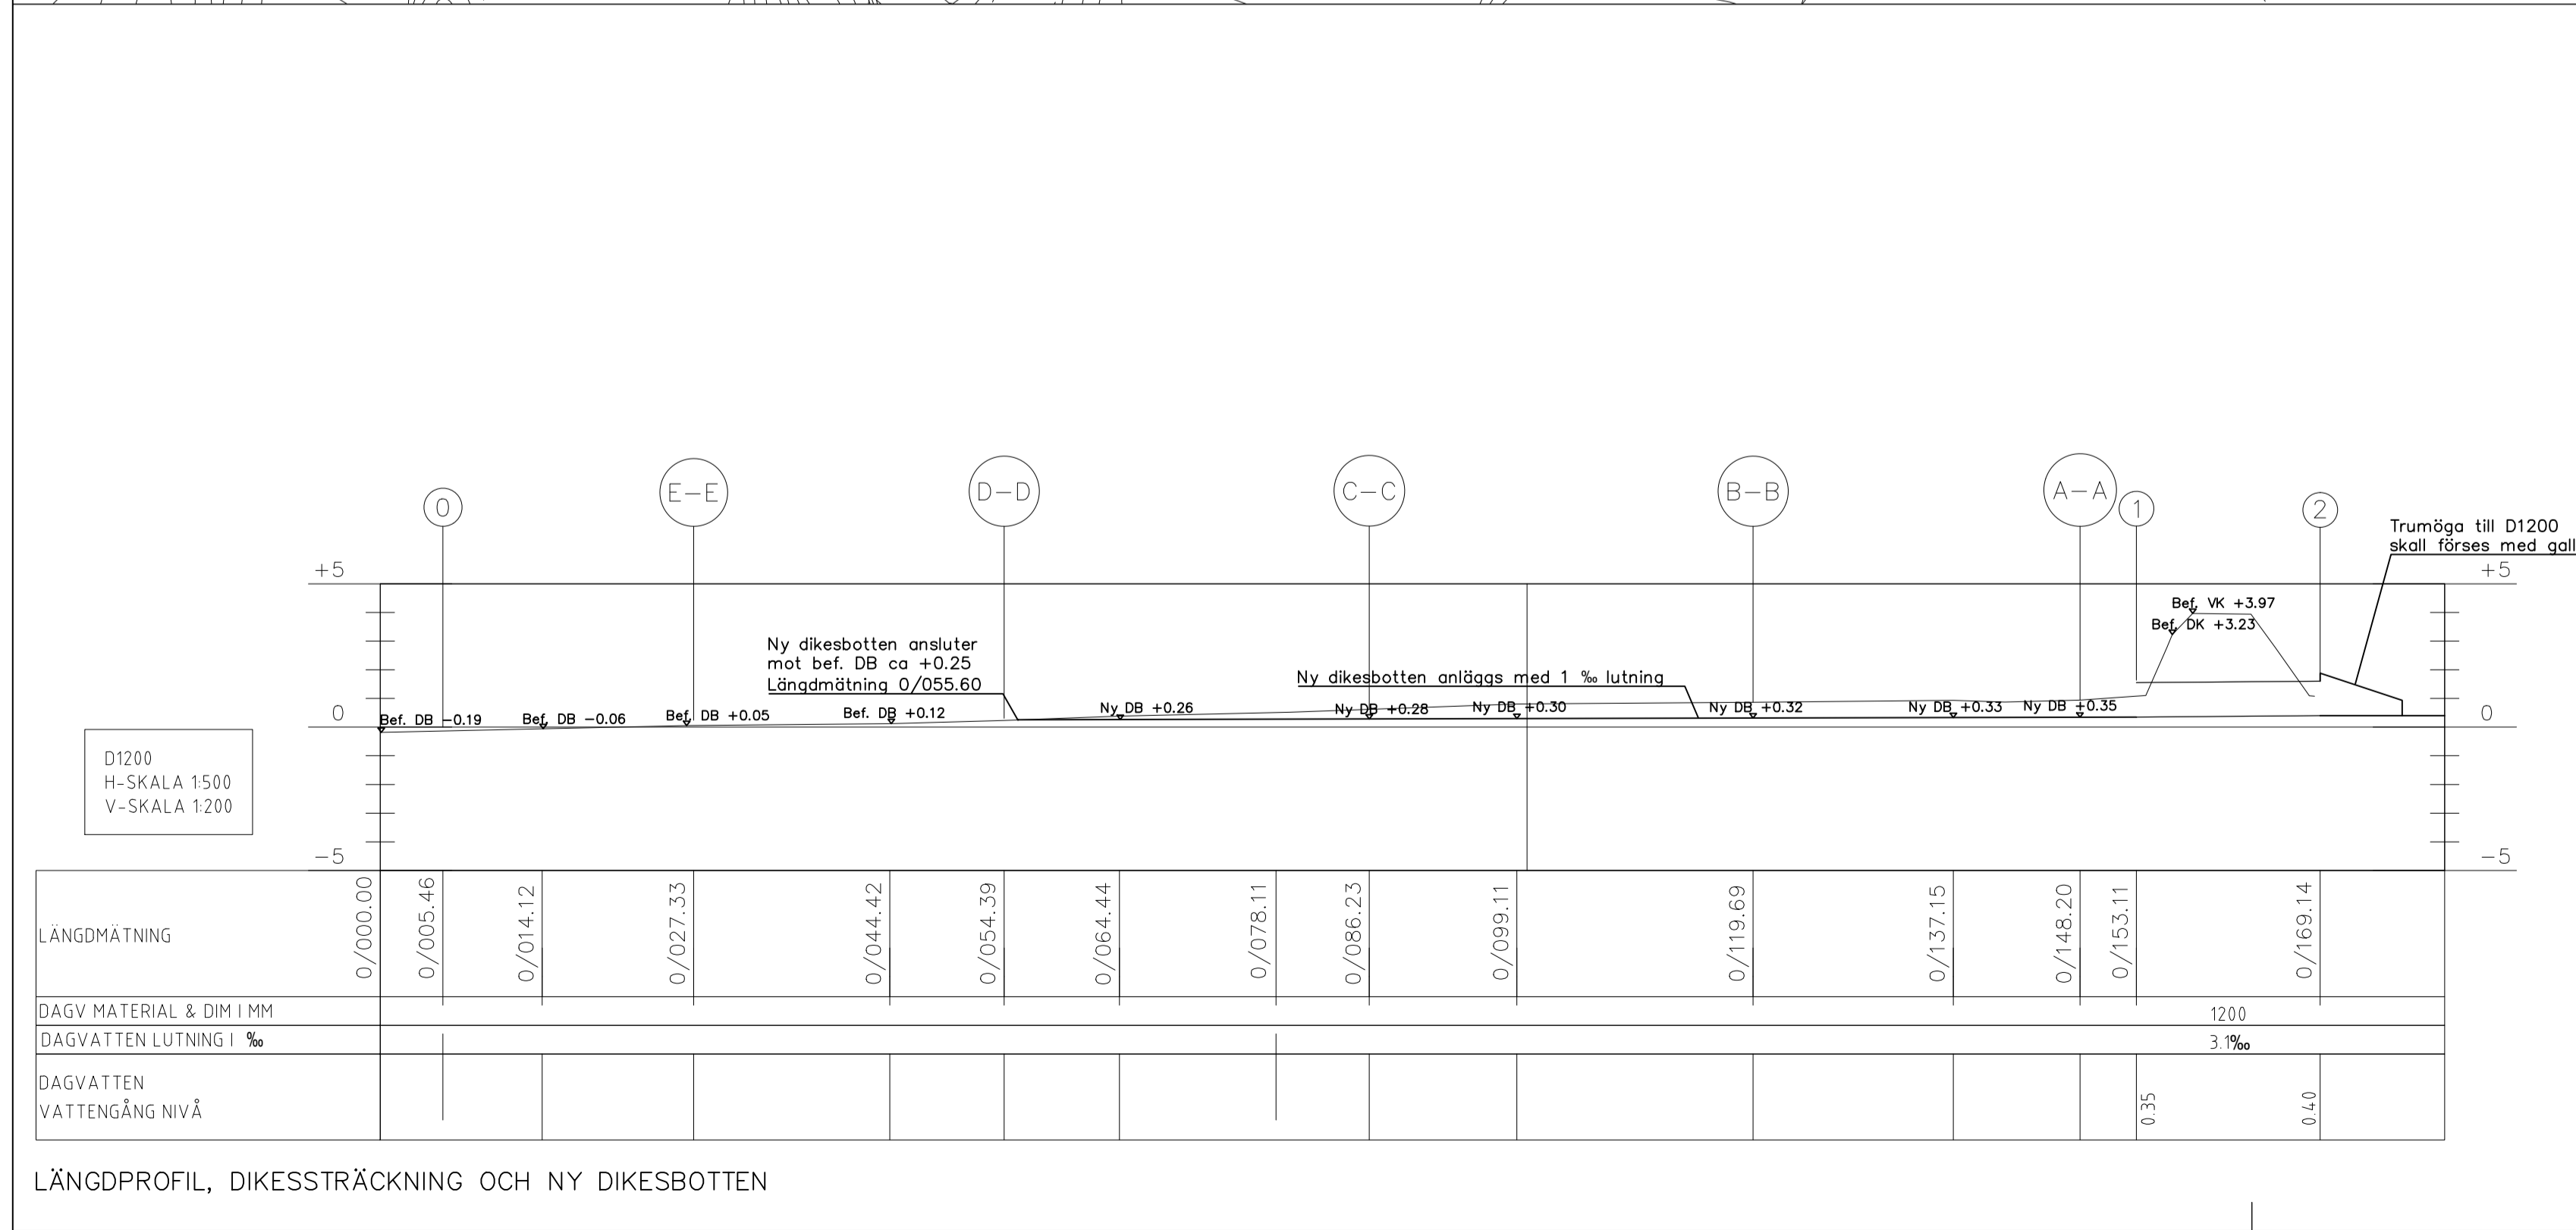 0
E-E
D-D
C-C
B-B
A-A
1
2
Trumöga till D1200
skall förses med gall
+5
+5
Bef. VK +3.97
Bef. DK +3.23
Ny dikesbotten ansluter
mot bef. DB ca +0.25
Längdmätning 0/055.60
Ny dikesbotten anläggs med 1 ‰ lutning
0
Bef. DB -0.19
Bef. DB -0.06
Bef. DB +0.05
Bef. DB +0.12
Ny DB +0.26
Ny DB +0.28
Ny DB +0.30
Ny DB +0.32
Ny DB +0.33
Ny DB +0.35
0
D1200
H-SKALA 1:500
V-SKALA 1:200
-5
-5
LÄNGDMÄTNING
0/000.00
0/005.46
0/014.12
0/027.33
0/044.42
0/054.39
0/064.44
0/078.11
0/086.23
0/099.11
0/119.69
0/137.15
0/148.20
0/153.11
0/169.14
DAGV MATERIAL & DIM I MM
1200
DAGVATTEN LUTNING I ‰
3.1‰
DAGVATTEN
VATTENGÅNG NIVÅ
0.35
0.40
LÄNGDPROFIL, DIKESSTRÄCKNING OCH NY DIKESBOTTEN